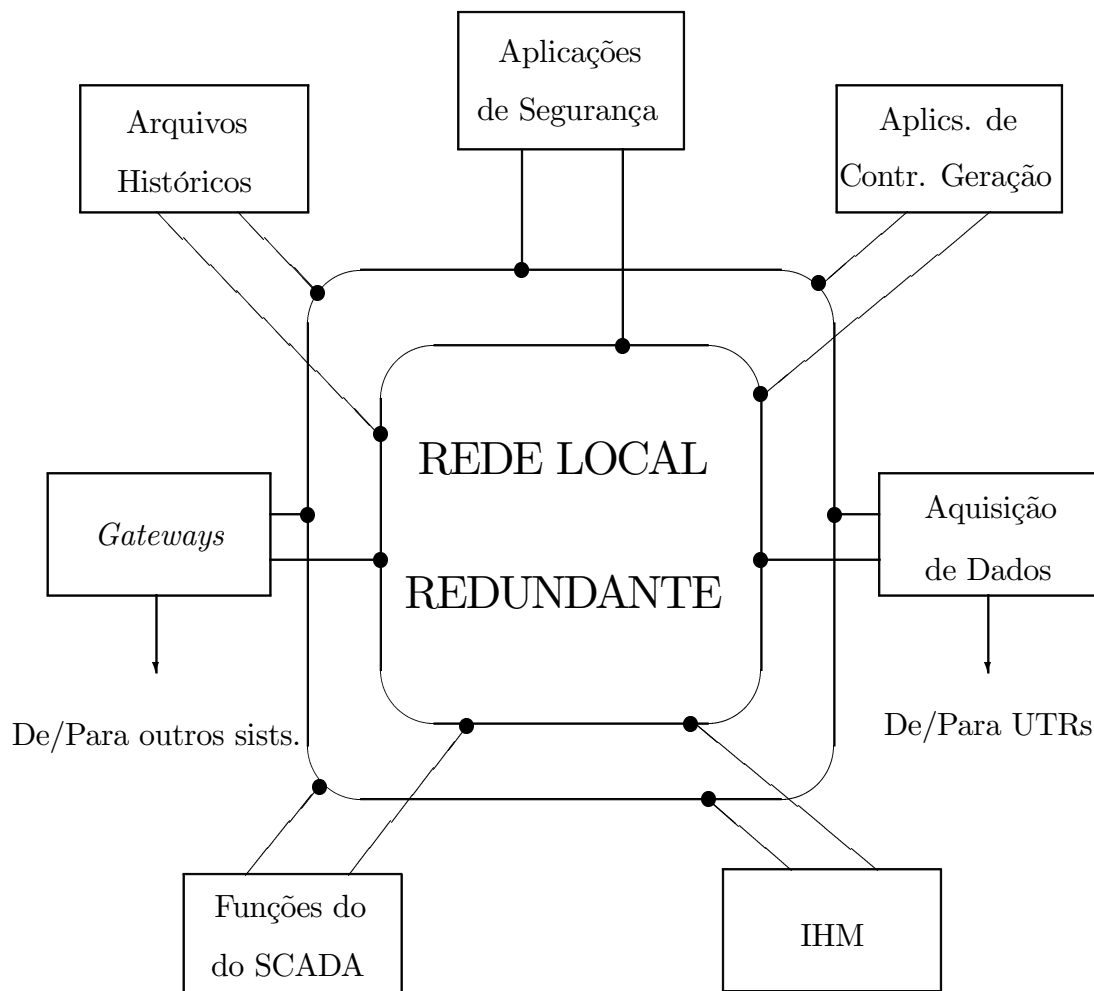 Aplicações
de Segurança
Arquivos
Históricos
Aplics. de
Contr. Geração
REDE LOCAL
REDUNDANTE
Gateways
Aquisição
de Dados
De/Para outros sists.
De/Para UTRs
Funções do
do SCADA
IHM